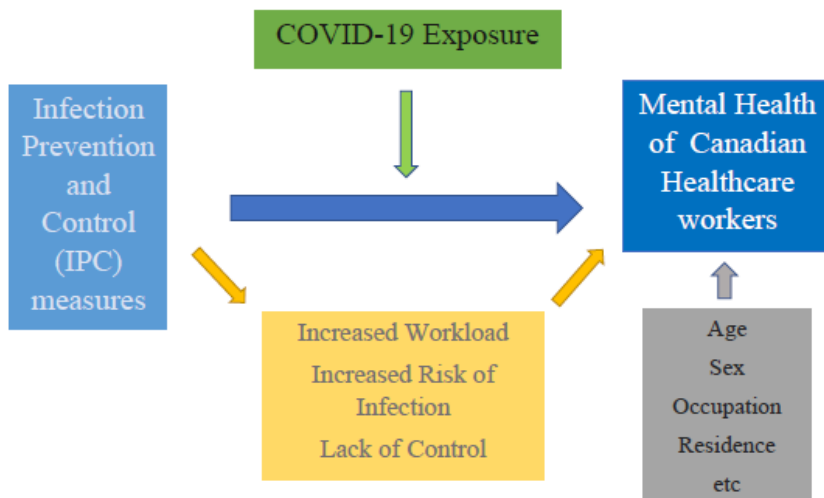 COVID-19 Exposure
Infection
Prevention
and
Control
(IPC)
measures
Mental Health
of Canadian
Healthcare
workers
Increased Workload
Increased Risk of
Infection
Lack of Control
Age
Sex
Occupation
Residence
etc